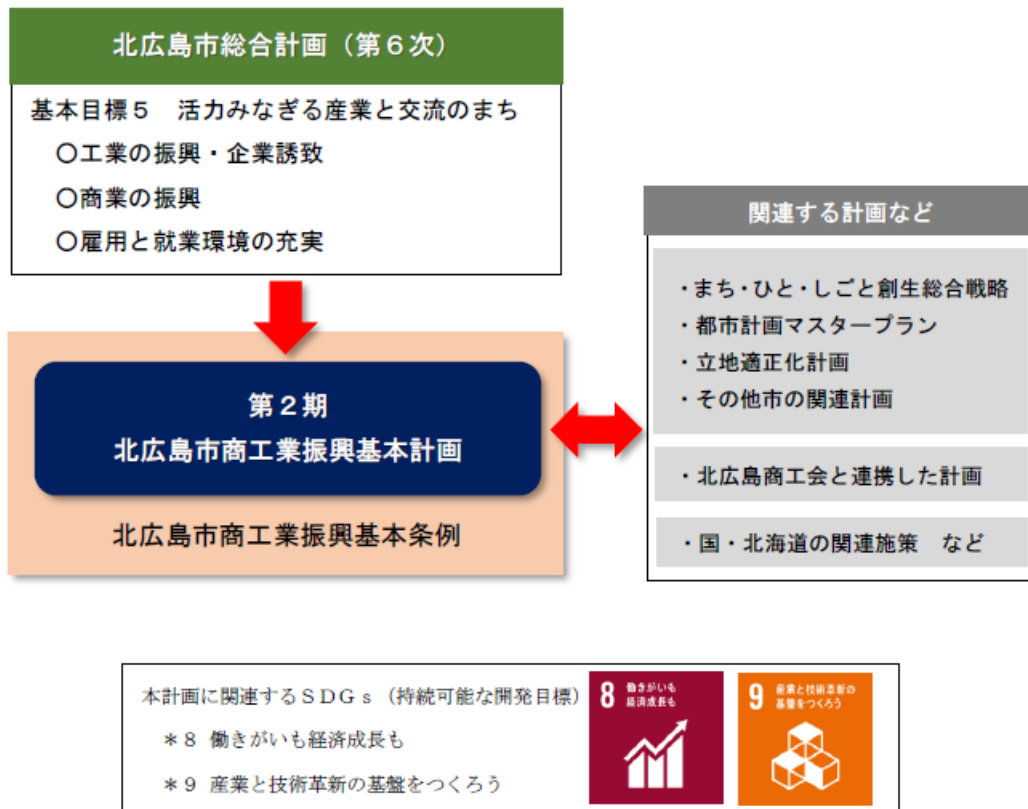 北広島市総合計画（第６次）
基本目標５　活力みなぎる産業と交流のまち
〇工業の振興・企業誘致
〇商業の振興
〇雇用と就業環境の充実
第２期
北広島市商工業振興基本計画
北広島市商工業振興基本条例
関連する計画など
・まち・ひと・しごと創生総合戦略
・都市計画マスタープラン
・立地適正化計画
・その他市の関連計画
・北広島商工会と連携した計画
・国・北海道の関連施策　など
本計画に関連するＳＤＧｓ（持続可能な開発目標）
＊８ 働きがいも経済成長も
＊９ 産業と技術革新の基盤をつくろう
8 働きがいも
経済成長も
9 産業と技術革新の
基盤をつくろう